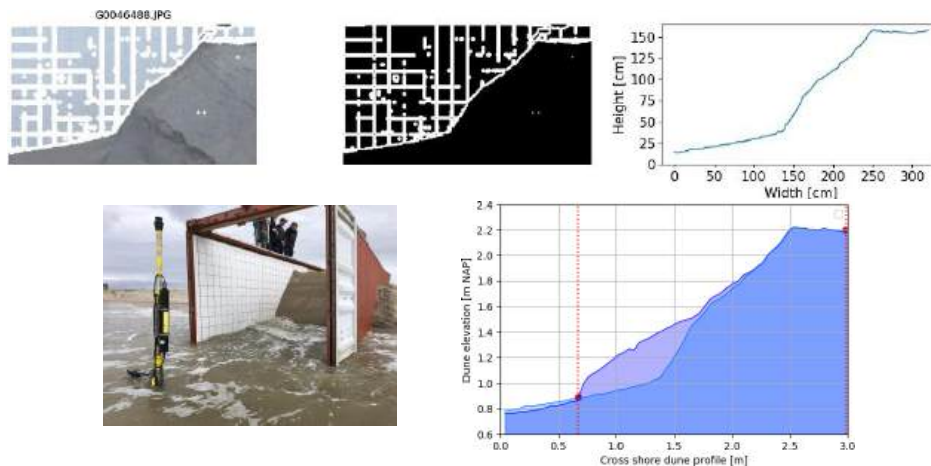 G0046488.JPG
Height [cm]
150
125
100
75
50
25
0
0 50 100 150 200 250 300
Width [cm]
Dune elevation [m NAP]
2.4
2.2
2.0
1.8
1.6
1.4
1.2
1.0
0.8
0.6
0.0 0.5 1.0 1.5 2.0 2.5 3.0
Cross shore dune profile [m]